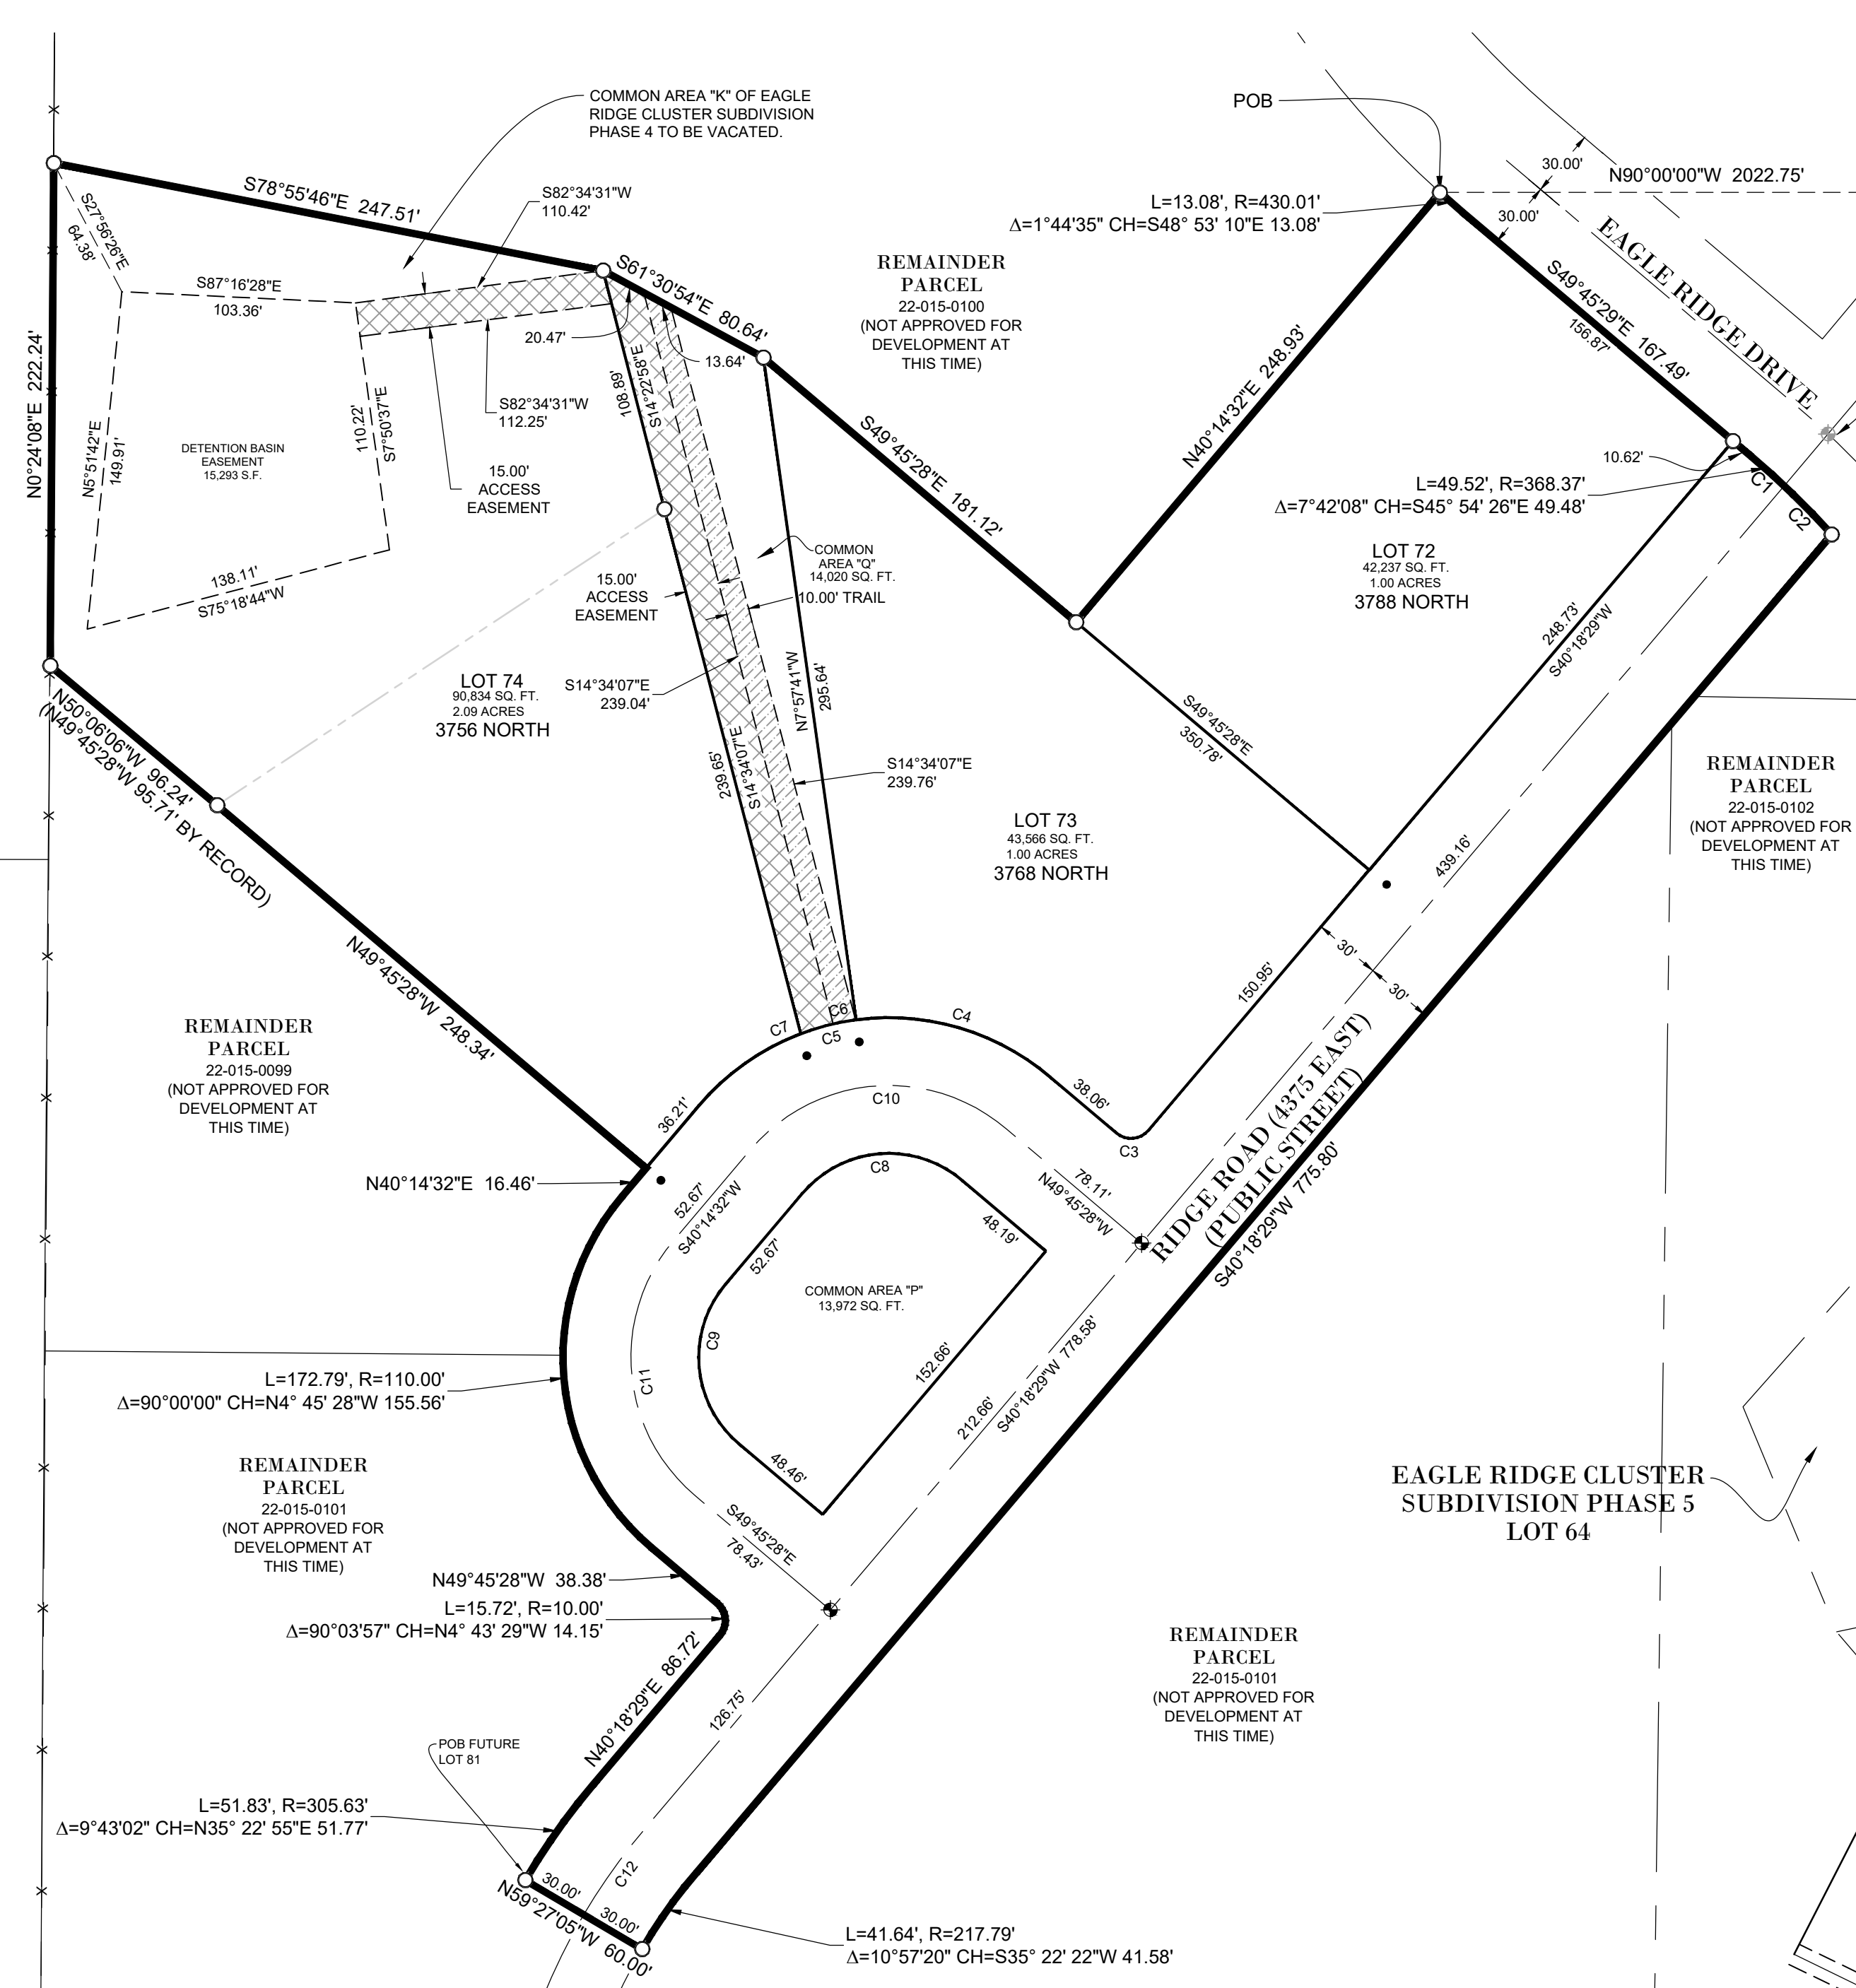 COMMON AREA "K" OF EAGLE
RIDGE CLUSTER SUBDIVISION
PHASE 4 TO BE VACATED.
POB
30.00'
N90°00'00"W 2022.75'
30.00'
L=13.08', R=430.01'
Δ=1°44'35" CH=S48° 53' 10"E 13.08'
EAGLE RIDGE DRIVE
S49°45'29"E 167.49'
156.87'
S78°55'46"E 247.51'
S82°34'31"W
110.42'
S27°56'26"E
64.38'
S87°16'28"E
103.36'
S61°30'54"E 80.64'
20.47'
13.64'
REMAINDER
PARCEL
22-015-0100
(NOT APPROVED FOR
DEVELOPMENT AT
THIS TIME)
N40°14'32"E 248.93'
N0°24'08"E 222.24'
N5°51'42"E
149.91'
DETENTION BASIN
EASEMENT
15,293 S.F.
110.22'
S7°50'37"E
S82°34'31"W
112.25'
108.89'
S14°22'58"E
15.00'
ACCESS
EASEMENT
138.11'
S75°18'44"W
S49°45'28"E 181.12'
10.62'
C1
C2
L=49.52', R=368.37'
Δ=7°42'08" CH=S45° 54' 26"E 49.48'
LOT 72
42,237 SQ. FT.
1.00 ACRES
3788 NORTH
248.73'
S40°18'29"W
COMMON
AREA "Q"
14,020 SQ. FT.
10.00' TRAIL
15.00'
ACCESS
EASEMENT
S14°34'07"E
239.04'
N7°57'41"W
295.64'
LOT 74
90,834 SQ. FT.
2.09 ACRES
3756 NORTH
N50°06'06"W 96.24'
(N49°45'28"W 95.71' BY RECORD)
239.65'
S14°34'07"E
S14°34'07"E
239.76'
S49°45'28"E
350.78'
LOT 73
43,566 SQ. FT.
1.00 ACRES
3768 NORTH
439.16'
REMAINDER
PARCEL
22-015-0102
(NOT APPROVED FOR
DEVELOPMENT AT
THIS TIME)
N49°45'28"W 248.34'
30'
30'
150.95'
C7
C5
C6
C4
REMAINDER
PARCEL
22-015-0099
(NOT APPROVED FOR
DEVELOPMENT AT
THIS TIME)
36.21'
C10
38.06'
C3
RIDGE ROAD (4375 EAST)
(PUBLIC STREET)
S40°18'29"W 775.80'
N40°14'32"E 16.46'
C8
52.67'
S40°14'32"W
78.11'
N49°45'28"W
48.19'
52.67'
COMMON AREA "P"
13,972 SQ. FT.
C9
C11
152.66'
212.66'
S40°18'29"W 778.58'
L=172.79', R=110.00'
Δ=90°00'00" CH=N4° 45' 28"W 155.56'
48.46'
S49°45'28"E
78.43'
REMAINDER
PARCEL
22-015-0101
(NOT APPROVED FOR
DEVELOPMENT AT
THIS TIME)
EAGLE RIDGE CLUSTER
SUBDIVISION PHASE 5
LOT 64
N49°45'28"W 38.38'
L=15.72', R=10.00'
Δ=90°03'57" CH=N4° 43' 29"W 14.15'
N40°18'29"E 86.72'
126.75'
REMAINDER
PARCEL
22-015-0101
(NOT APPROVED FOR
DEVELOPMENT AT
THIS TIME)
POB FUTURE
LOT 81
L=51.83', R=305.63'
Δ=9°43'02" CH=N35° 22' 55"E 51.77'
C12
30.00'
30.00'
N59°27'05"W 60.00'
L=41.64', R=217.79'
Δ=10°57'20" CH=S35° 22' 22"W 41.58'